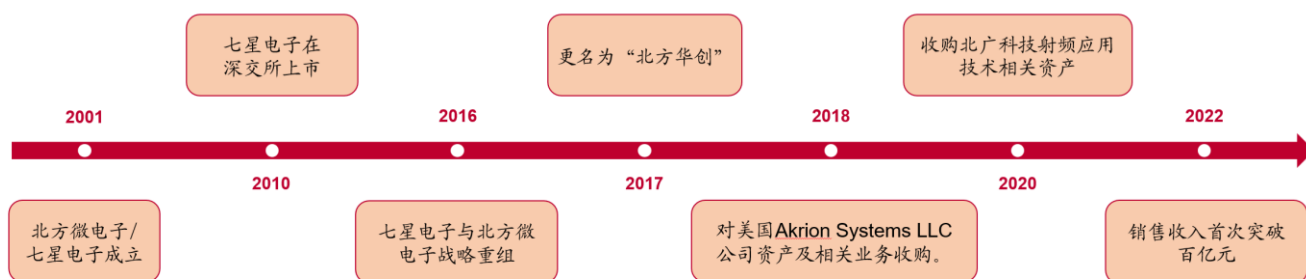 七星电子在
深交所上市
更名为“北方华创”
收购北广科技射频应用
技术相关资产
2001
2016
2018
2022
2010
2017
2020
北方微电子/
七星电子成立
七星电子与北方微
电子战略重组
对美国Akrion Systems LLC
公司资产及相关业务收购。
销售收入首次突破
百亿元